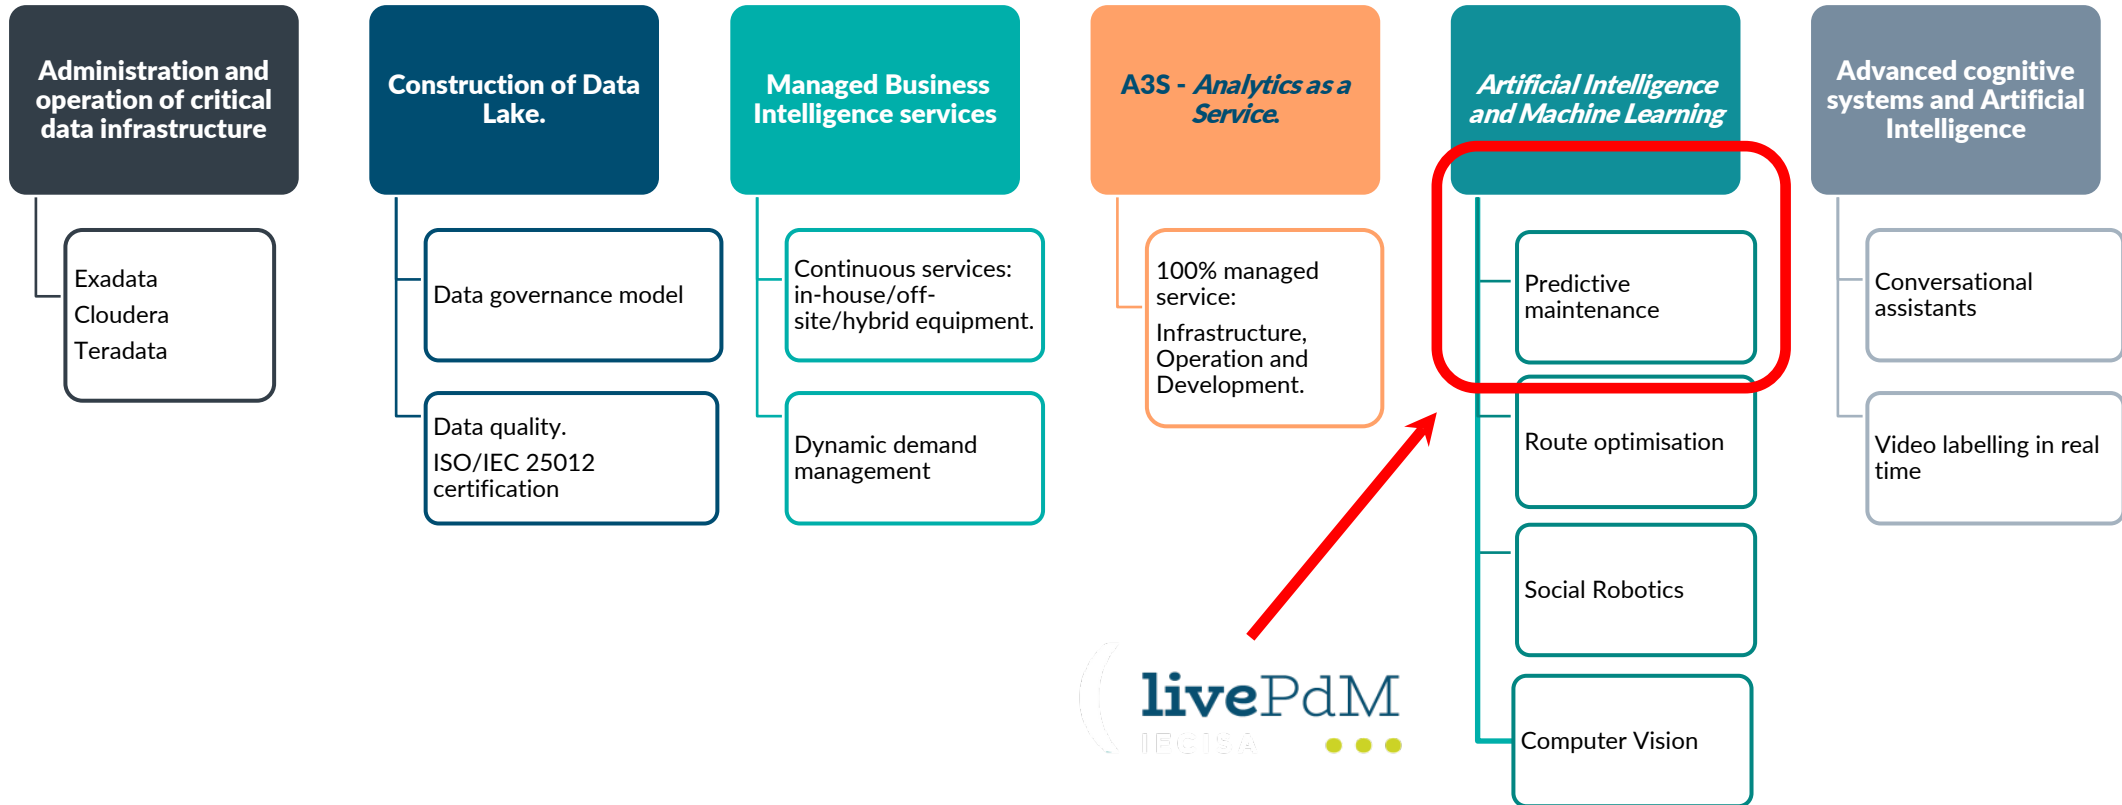 Administration and
operation of critical
data infrastructure
Exadata
Cloudera
Teradata
Construction of Data
Lake.
Data governance model
Data quality.
ISO/IEC 25012
certification
Managed Business
Intelligence services
Continuous services:
in-house/off-
site/hybrid equipment.
Dynamic demand
management
A3S - Analytics as a
Service.
100% managed
service:
Infrastructure,
Operation and
Development.
Artificial Intelligence
and Machine Learning
Predictive
maintenance
Route optimisation
Social Robotics
Computer Vision
Advanced cognitive
systems and Artificial
Intelligence
Conversational
assistants
Video labelling in real
time
livePdM
IECISA